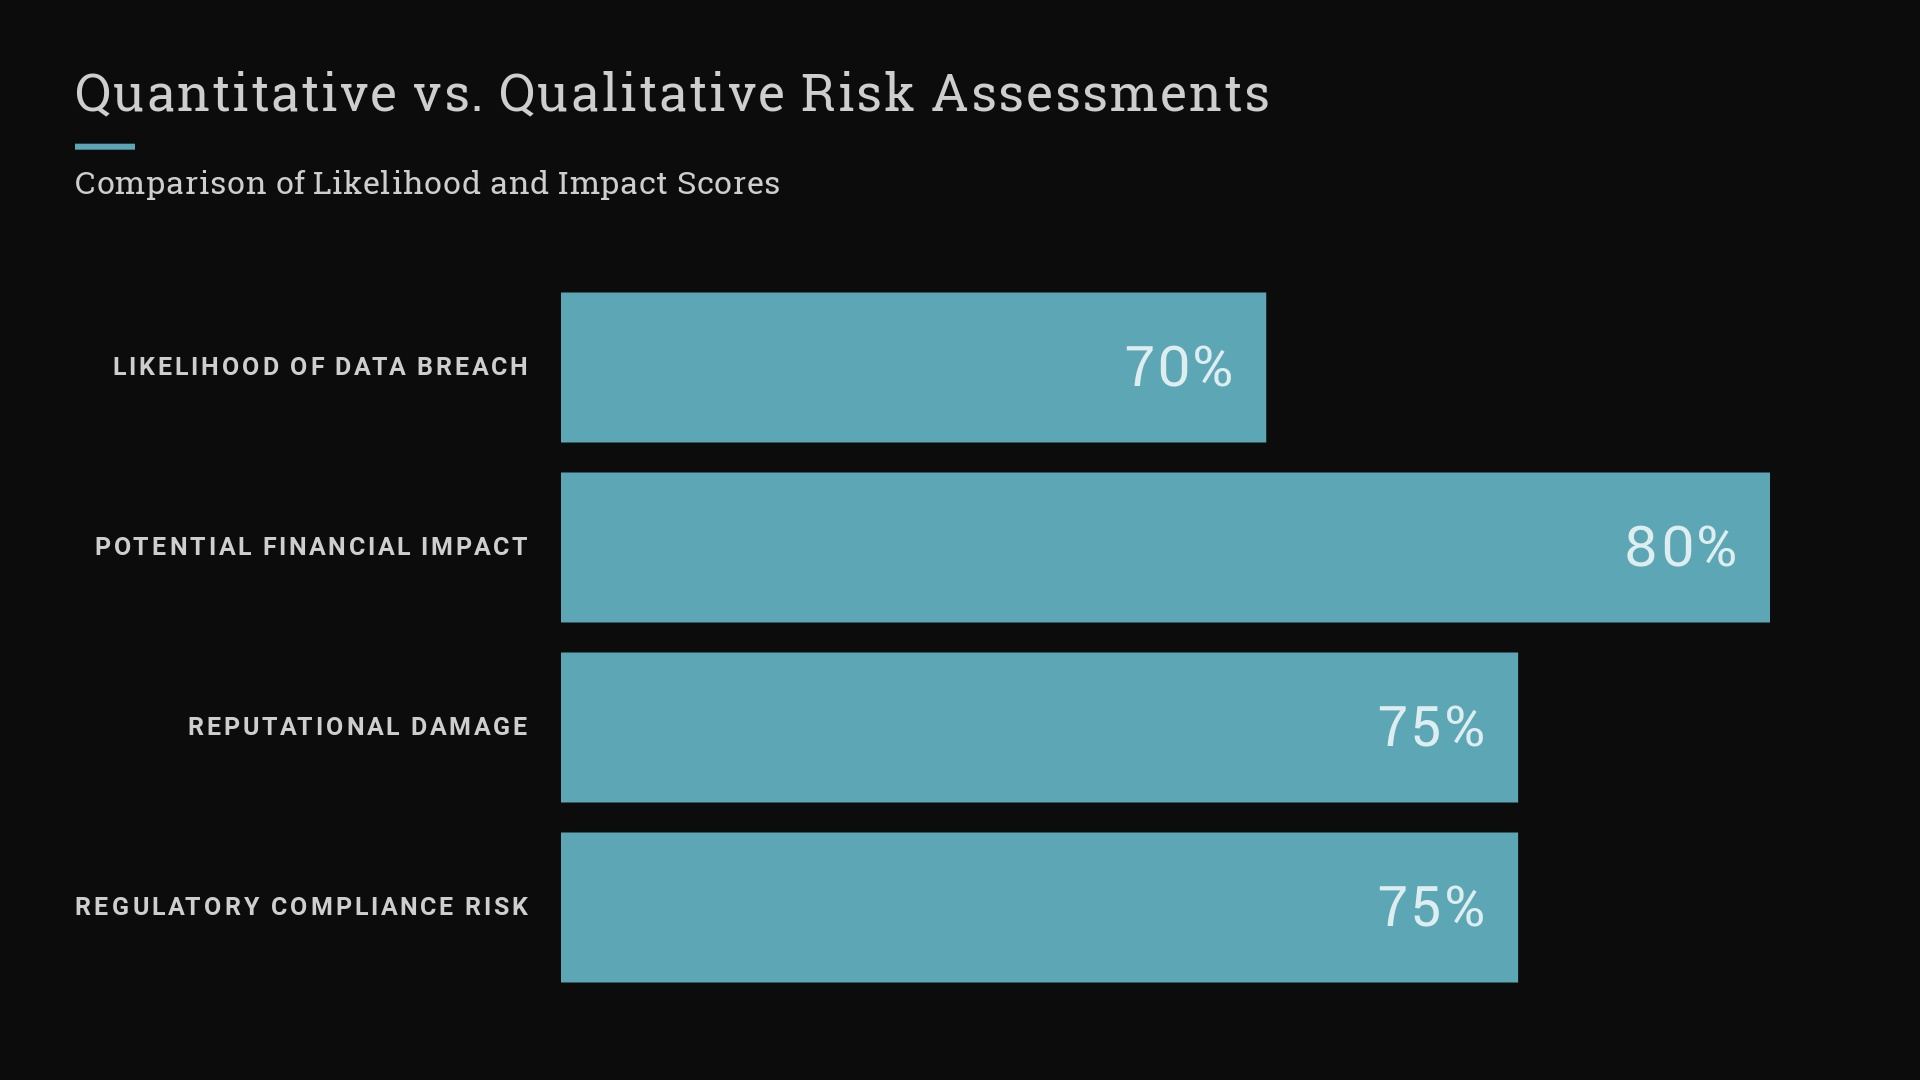 Quantitative vs. Qualitative Risk Assessments
Comparison of Likelihood and Impact Scores
LIKELIHOOD OF DATA BREACH 70%
POTENTIAL FINANCIAL IMPACT 80%
REPUTATIONAL DAMAGE 75%
REGULATORY COMPLIANCE RISK 75%